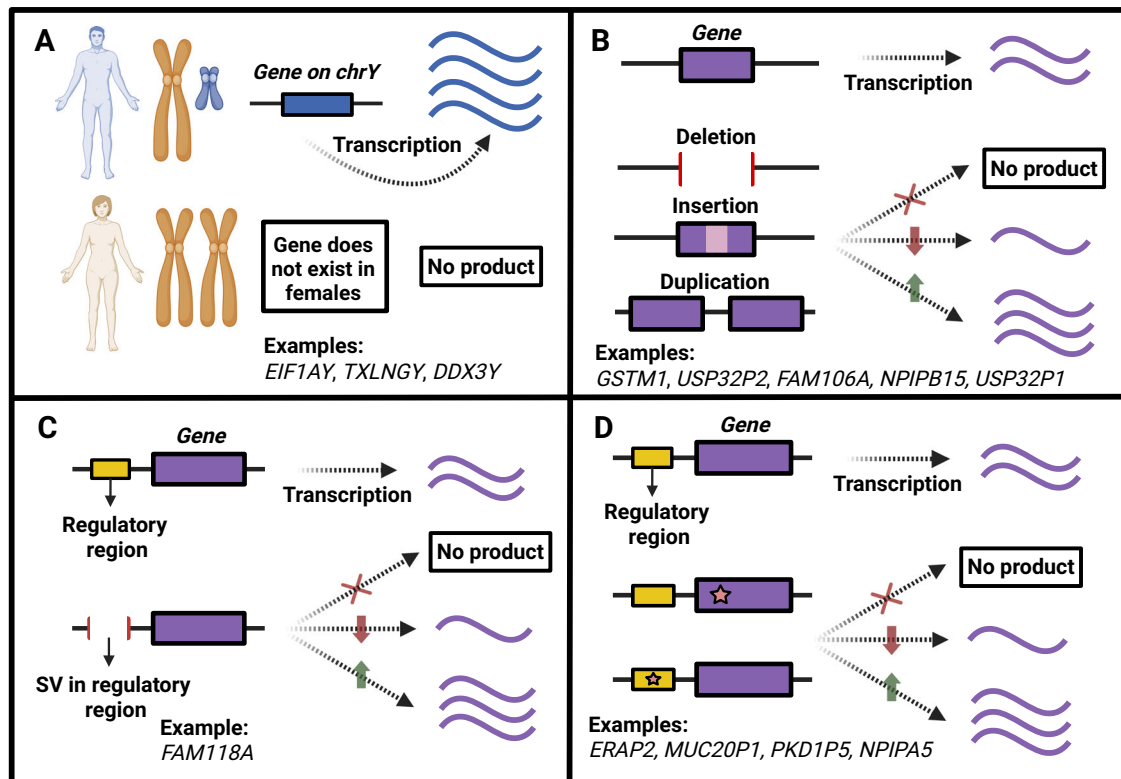 A
Gene on chrY
Transcription
Gene does
not exist in
females
No product
Examples:
EIF1AY, TXLNGY, DDX3Y
B
Gene
Transcription
Deletion
No product
Insertion
Duplication
Examples:
GSTM1, USP32P2, FAM106A, NPIPB15, USP32P1
C
Gene
Transcription
Regulatory
region
No product
SV in regulatory
region
Example:
FAM118A
D
Gene
Transcription
Regulatory
region
No product
Examples:
ERAP2, MUC20P1, PKD1P5, NPIPA5